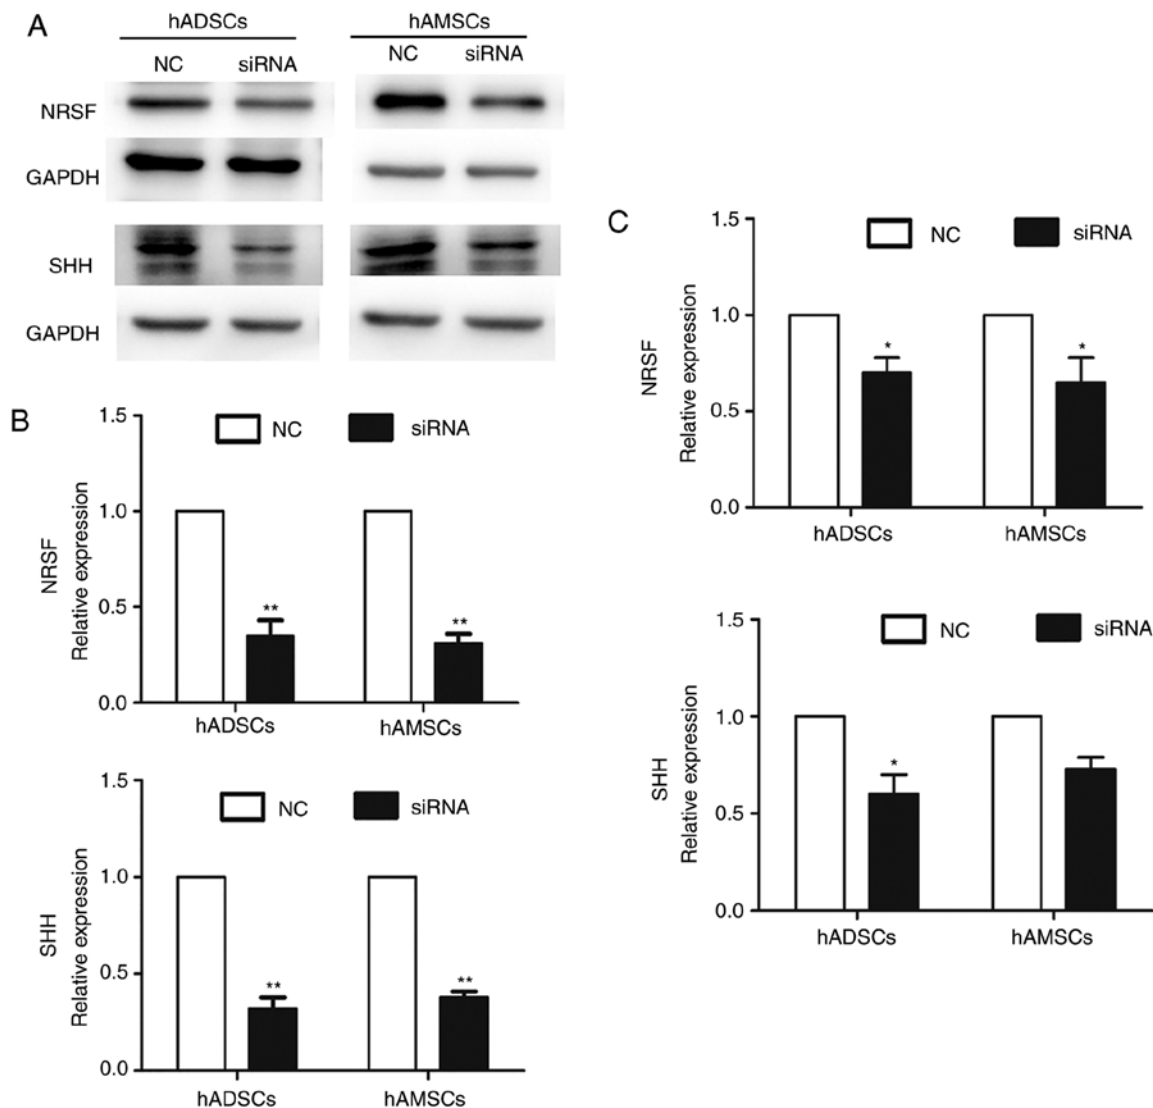 A
hADSCs
hAMSCs
NC siRNA
NC siRNA
NRSF
GAPDH
SHH
GAPDH
B
NC siRNA
NRSF
Relative expression
1.5
1.0
0.5
0.0
**
**
hADSCs
hAMSCs
NC siRNA
SHH
Relative expression
1.5
1.0
0.5
0.0
**
**
hADSCs
hAMSCs
C
NC siRNA
NRSF
Relative expression
1.5
1.0
0.5
0.0
*
*
hADSCs
hAMSCs
NC siRNA
SHH
Relative expression
1.5
1.0
0.5
0.0
*
hADSCs
hAMSCs